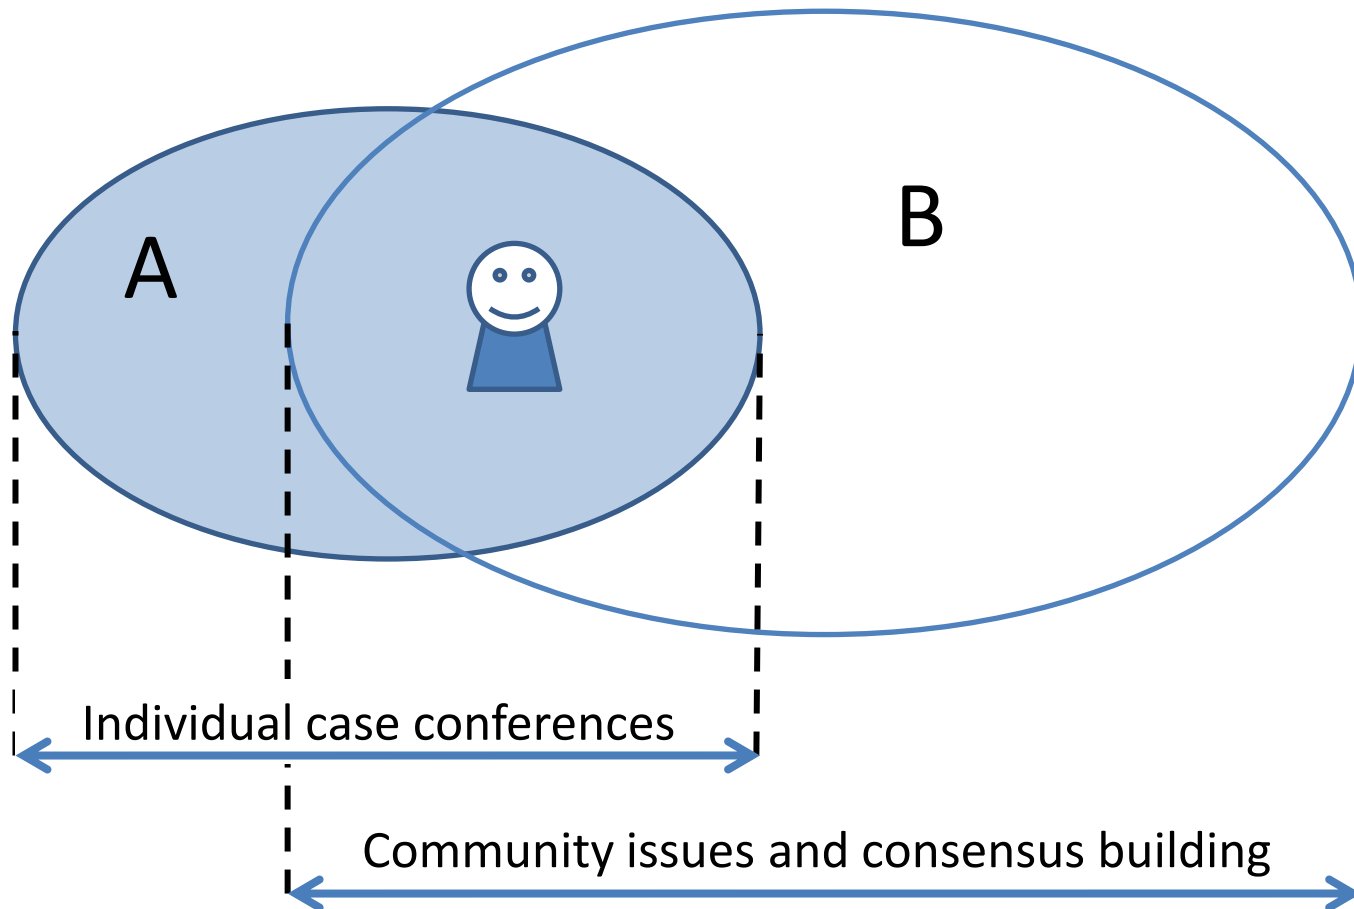 A
B
Individual case conferences
Community issues and consensus building